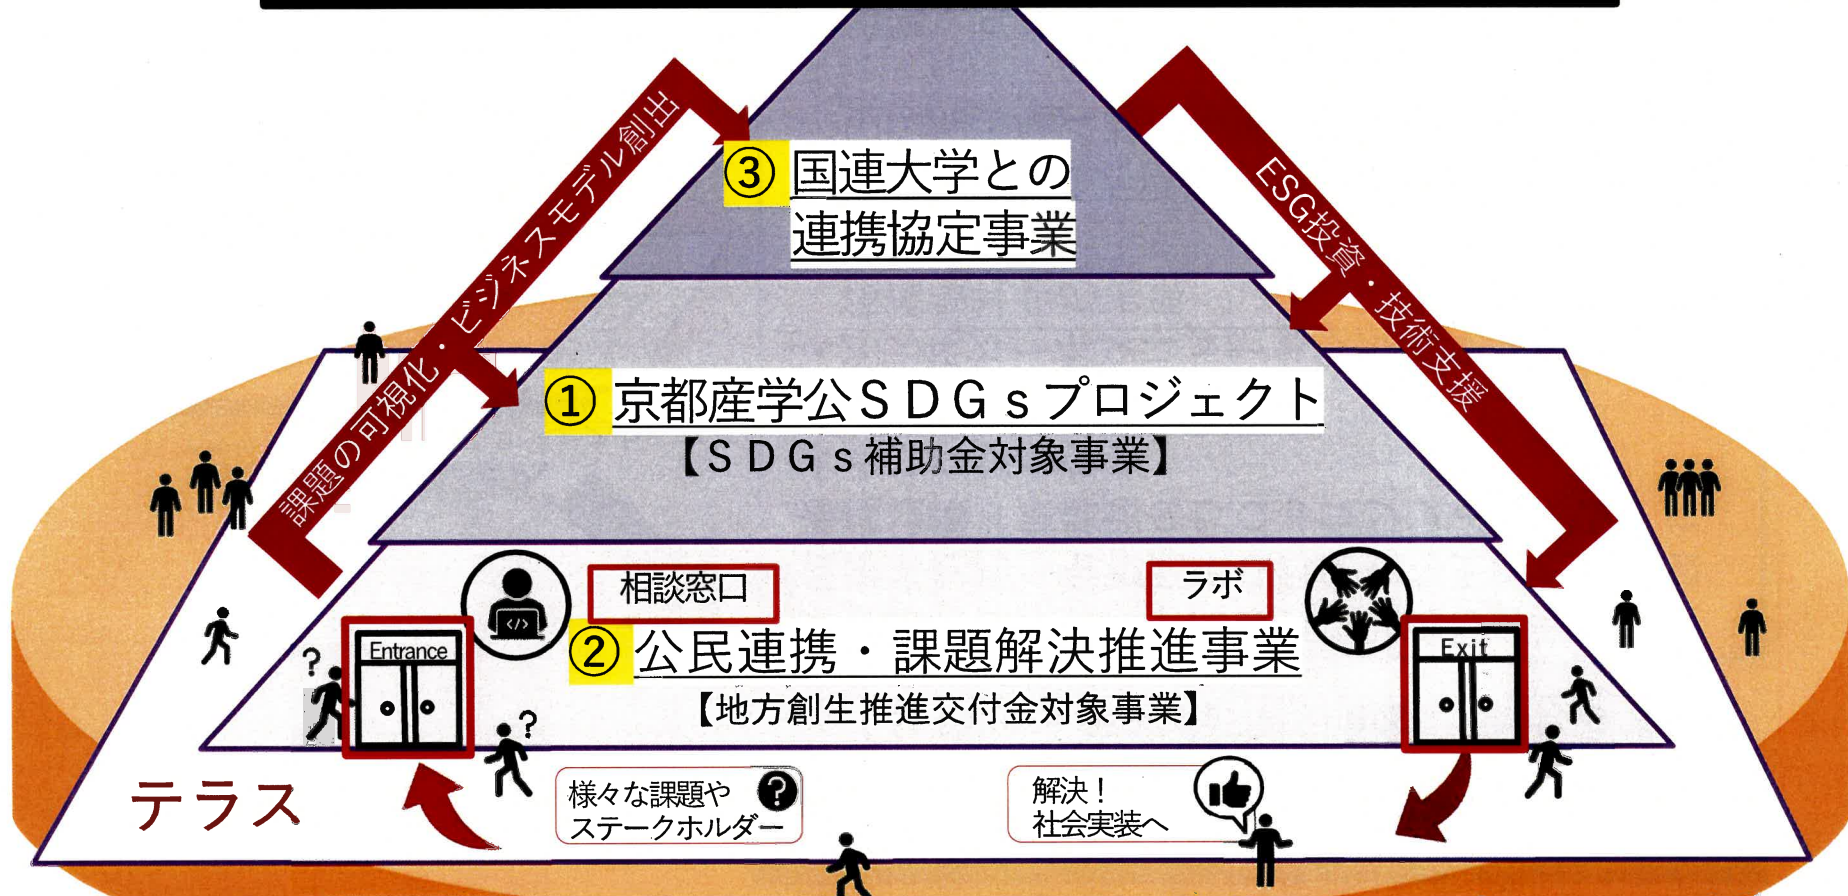 ③ 国連大学との
連携協定事業
課題の可視化・ビジネスモデル創出
ESG投資・技術支援
① 京都産学公ＳＤＧｓプロジェクト
【ＳＤＧｓ補助金対象事業】
相談窓口
ラボ
② 公民連携・課題解決推進事業
【地方創生推進交付金対象事業】
Entrance
Exit
?
?
テラス
様々な課題や
ステークホルダー
?
解決！
社会実装へ